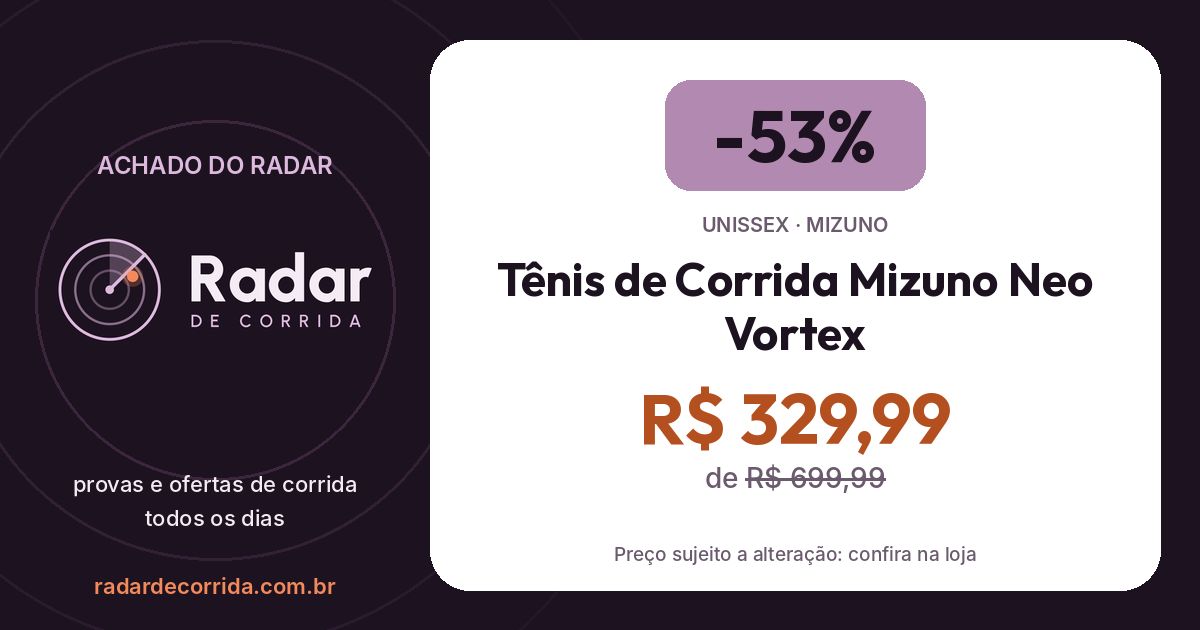 ACHADO DO RADAR
Radar
DE CORRIDA
provas e ofertas de corrida
todos os dias
radardecorrida.com.br
-53%
UNISSEX · MIZUNO
Tênis de Corrida Mizuno Neo
Vortex
R$ 329,99
de R$ 699,99
Preço sujeito a alteração: confira na loja